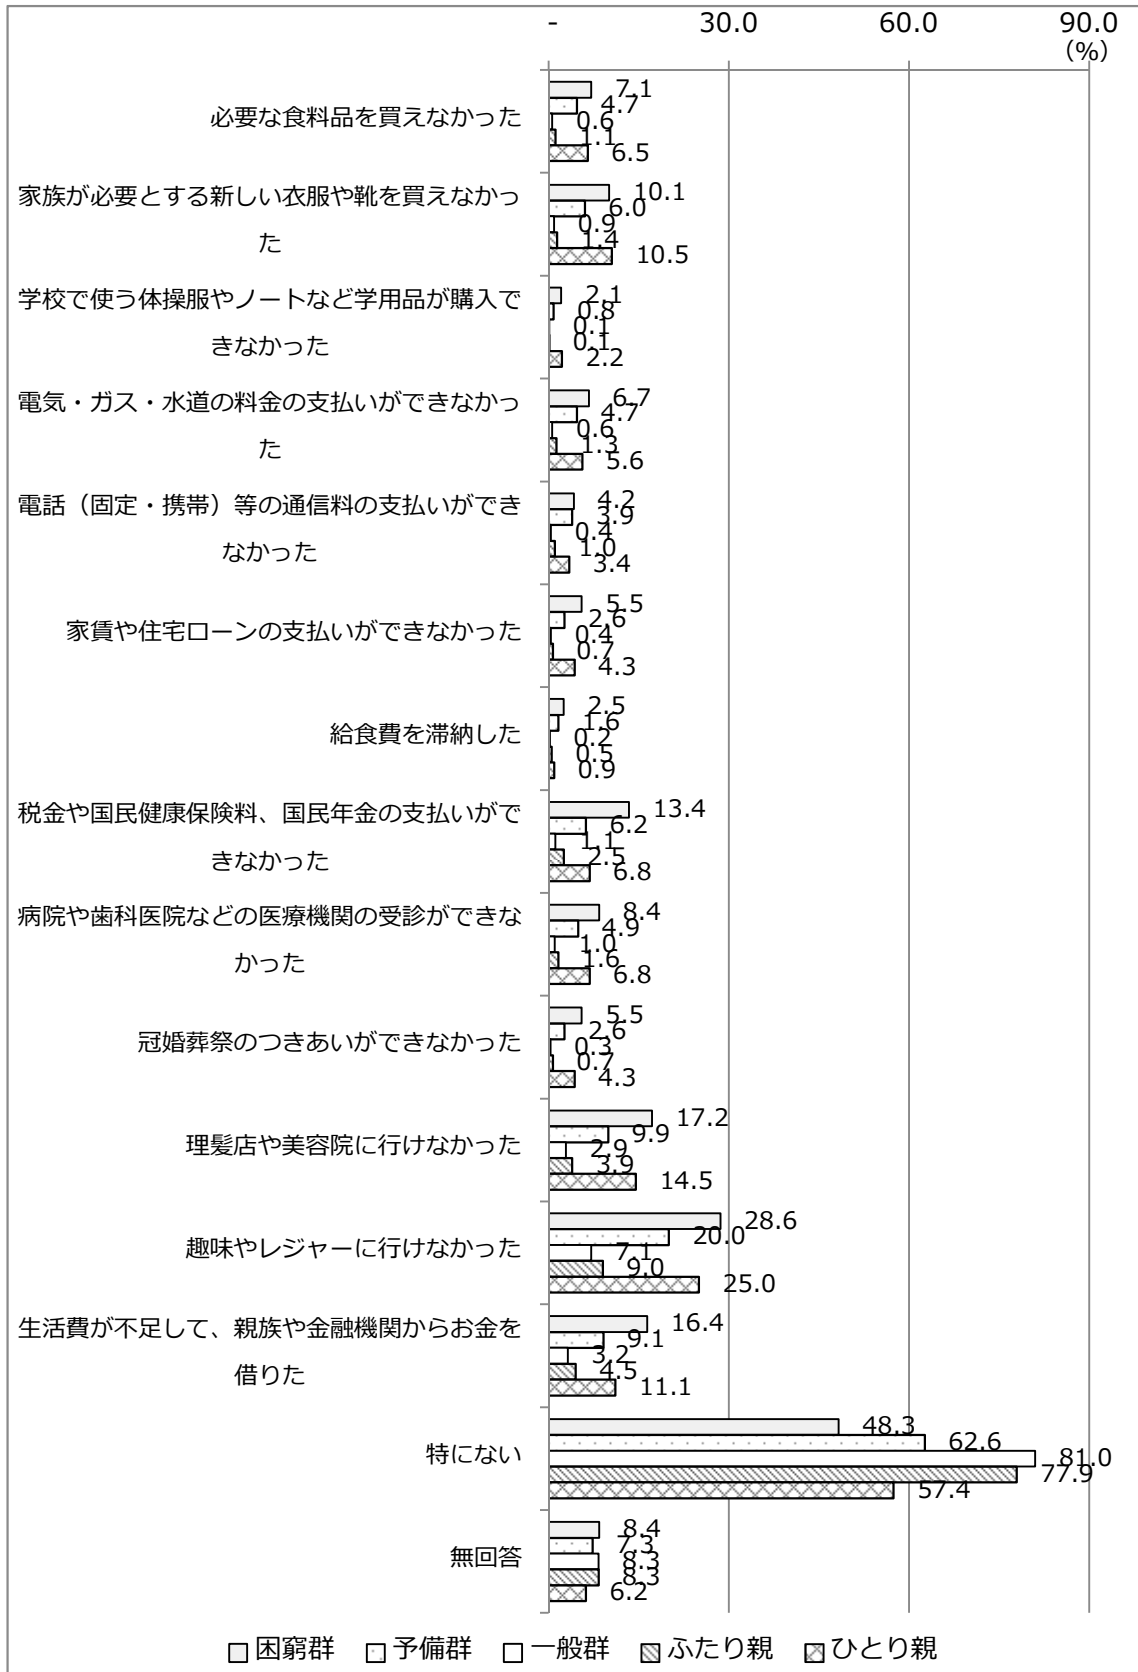 - 30.0 60.0 90.0
(%)
7.1
4.7
必要な食料品を買えなかった 0.6
1.1
6.5
家族が必要とする新しい衣服や靴を買えなかっ 10.1
6.0
0.9
た 1.4
10.5
学校で使う体操服やノートなど学用品が購入で 2.1
0.8
0.1
きなかった 0.1
2.2
電気・ガス・水道の料金の支払いができなかっ 6.7
4.7
0.6
た 1.3
5.6
電話（固定・携帯）等の通信料の支払いができ 4.2
3.9
0.4
なかった 1.0
3.4
5.5
2.6
家賃や住宅ローンの支払いができなかった 0.4
0.7
4.3
2.5
1.6
給食費を滞納した 0.2
0.5
0.9
税金や国民健康保険料、国民年金の支払いがで 13.4
6.2
1.1
きなかった 2.5
6.8
病院や歯科医院などの医療機関の受診ができな 8.4
4.9
1.0
かった 1.6
6.8
5.5
2.6
冠婚葬祭のつきあいができなかった 0.3
0.7
4.3
17.2
9.9
理髪店や美容院に行けなかった 2.9
3.9
14.5
28.6
20.0
趣味やレジャーに行けなかった 7.1
9.0
25.0
生活費が不足して、親族や金融機関からお金を 16.4
9.1
3.2
借りた 4.5
11.1
48.3
62.6
特にない 81.0
77.9
57.4
8.4
7.3
無回答 8.3
8.3
6.2
困窮群 予備群 一般群 ふたり親 ひとり親